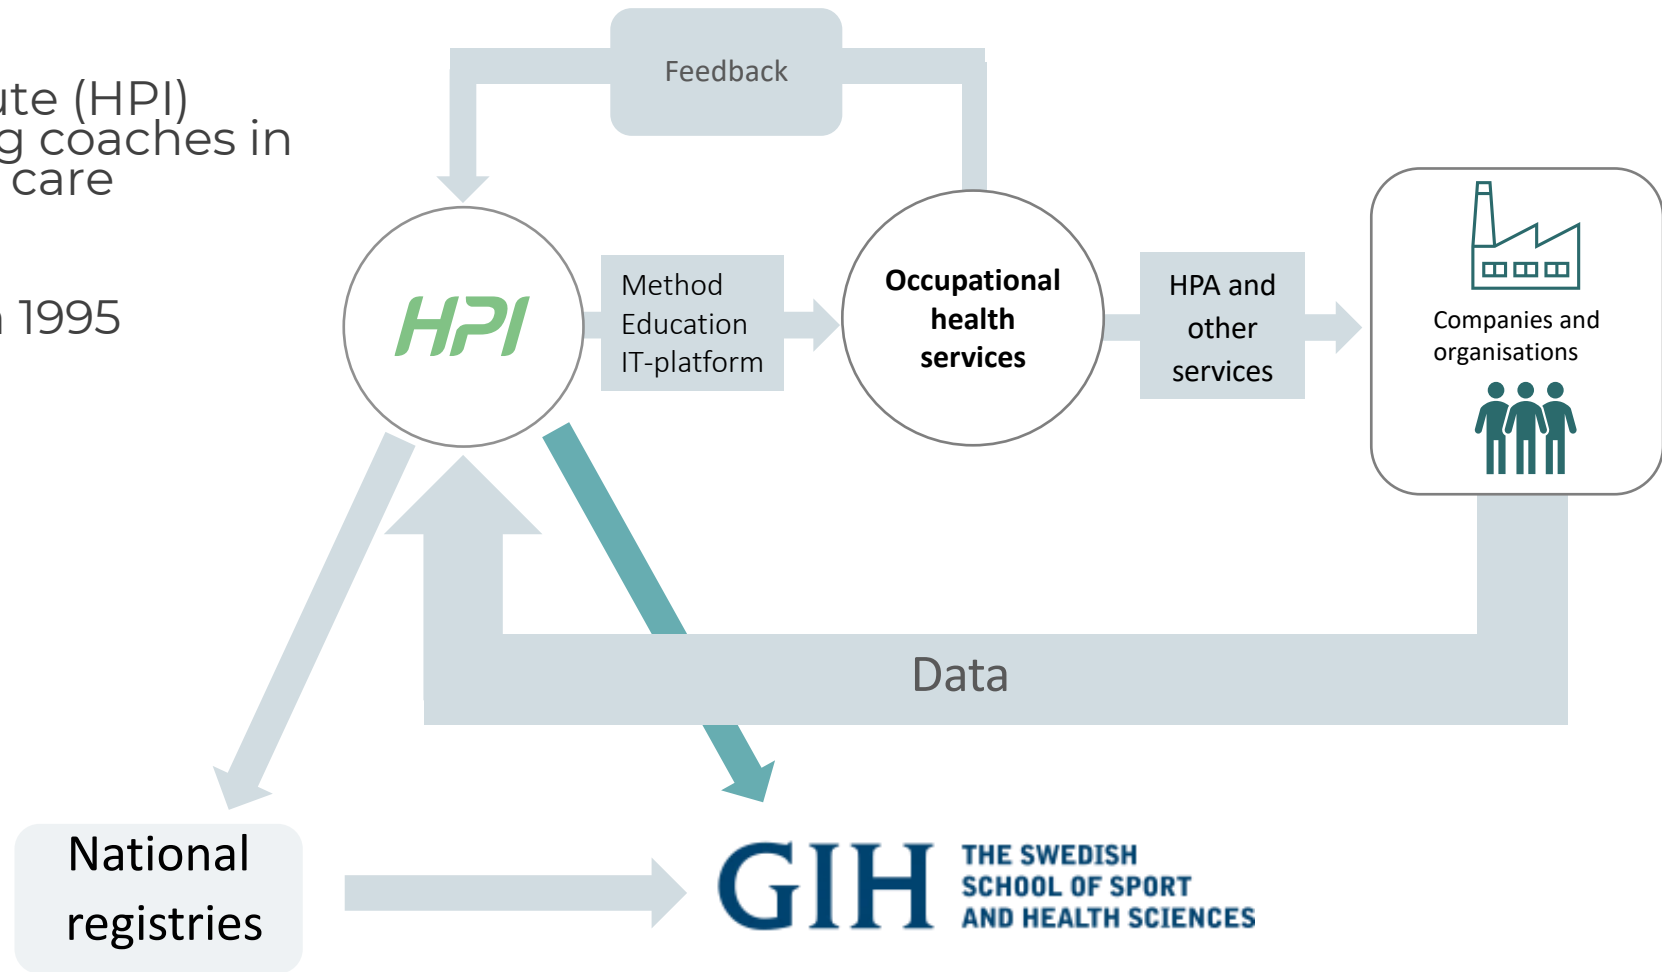 Feedback
ute (HPI)
g coaches in
care
1995
HPI
Method
Education
IT-platform
Occupational
health
services
HPA and
other
services
Companies and
organisations
Data
National
registries
GIH
THE SWEDISH
SCHOOL OF SPORT
AND HEALTH SCIENCES